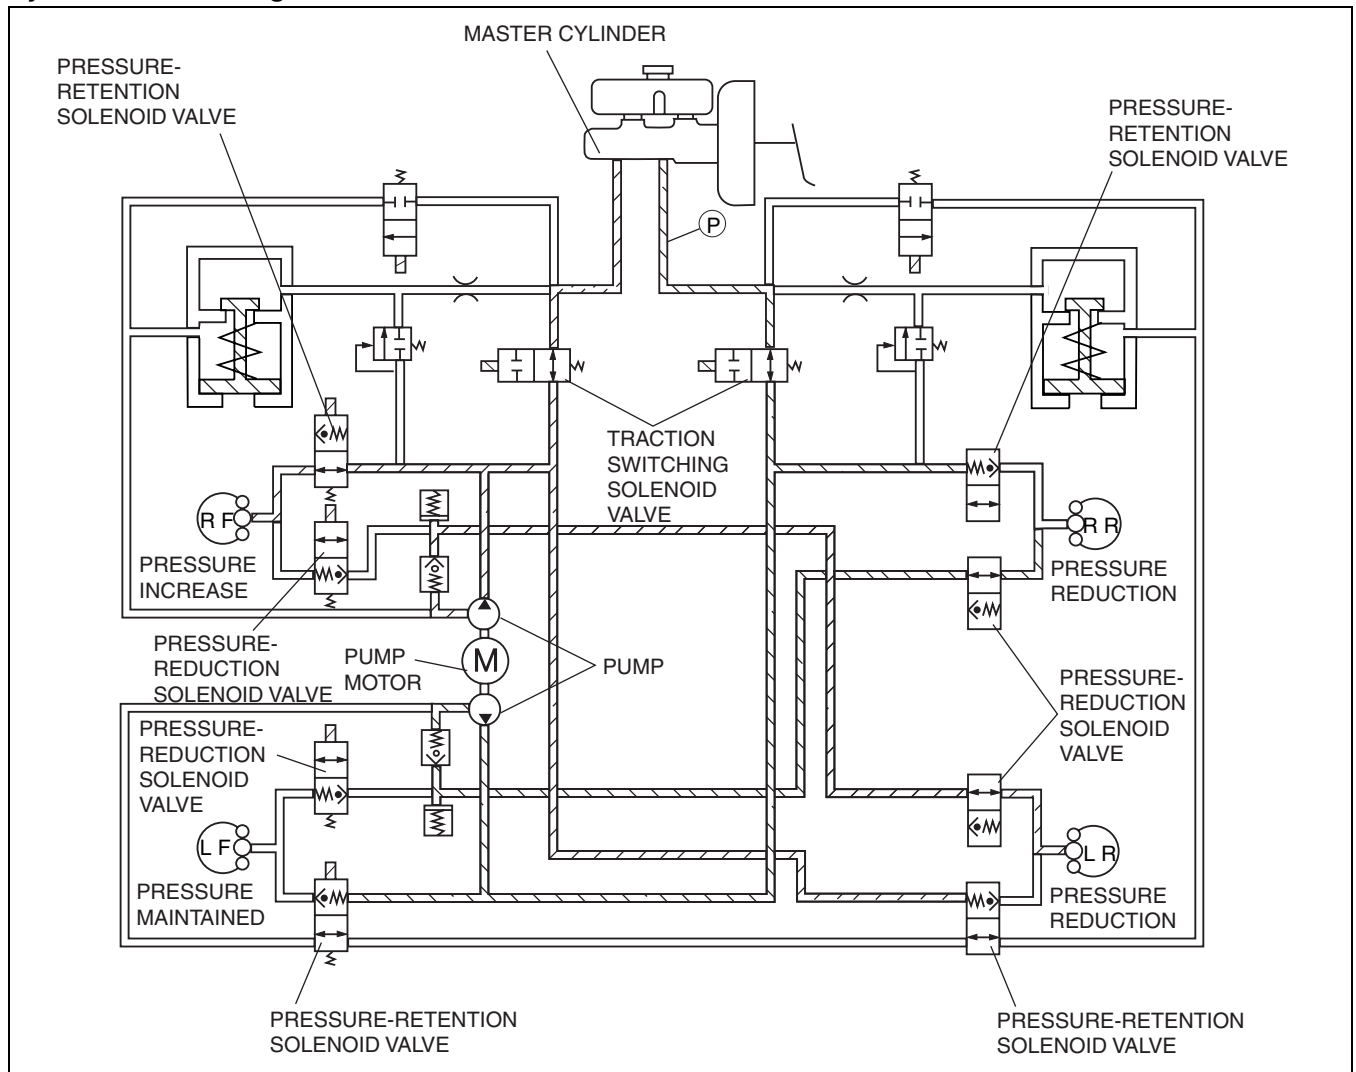 MASTER CYLINDER
PRESSURE-
RETENTION
SOLENOID VALVE
PRESSURE-
RETENTION
SOLENOID VALVE
P
TRACTION
SWITCHING
SOLENOID
VALVE
R F
PRESSURE
INCREASE
R R
PRESSURE
REDUCTION
PRESSURE-
REDUCTION
SOLENOID VALVE
PUMP
MOTOR
M
PUMP
PRESSURE-
REDUCTION
SOLENOID
VALVE
PRESSURE-
REDUCTION
SOLENOID
VALVE
L F
PRESSURE
MAINTAINED
L R
PRESSURE
REDUCTION
PRESSURE-RETENTION
SOLENOID VALVE
PRESSURE-RETENTION
SOLENOID VALVE